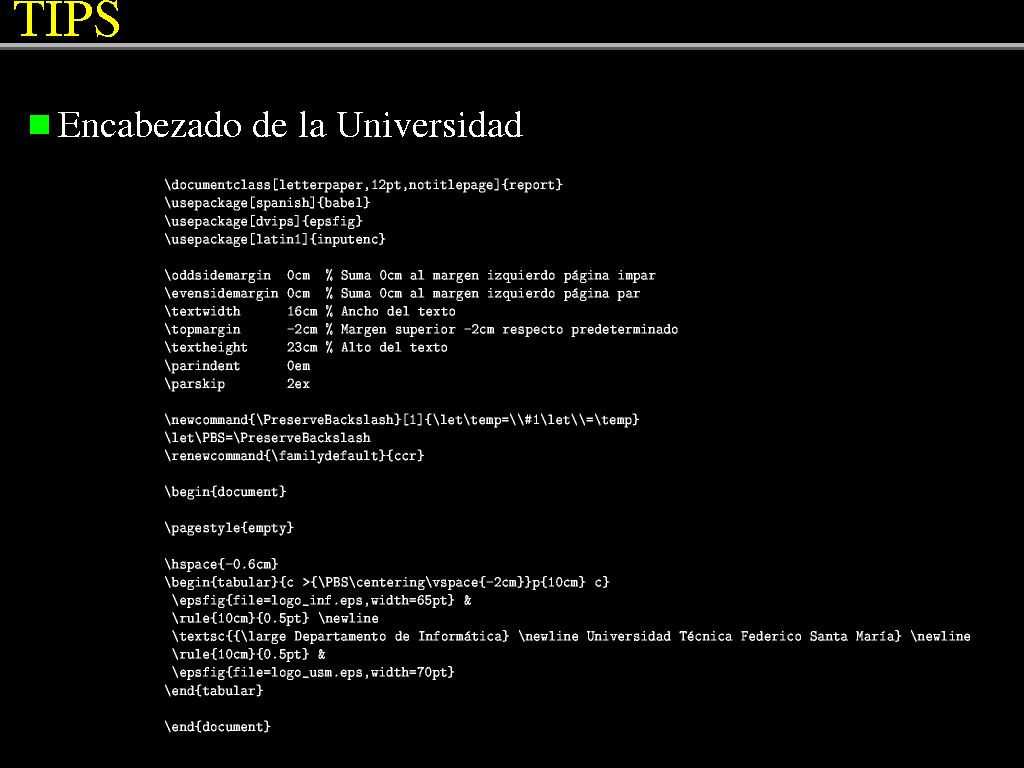 TIPS
Encabezado de la Universidad
\documentclass[letterpaper,12pt,notitlepage]{report}
\usepackage[spanish]{babel}
\usepackage[dvips]{epsfig}
\usepackage[latin1]{inputenc}
\oddsidemargin 0cm % Suma 0cm al margen izquierdo página impar
\evensidemargin 0cm % Suma 0cm al margen izquierdo página par
\textwidth 16cm % Ancho del texto
\topmargin -2cm % Margen superior -2cm respecto predeterminado
\textheight 23cm % Alto del texto
\parindent 0em
\parskip 2ex
\newcommand{\PreserveBackslash}[1]{\let\temp=\\#1\let\\=\temp}
\let\PBS=\PreserveBackslash
\renewcommand{\familydefault}{ccr}
\begin{document}
\pagestyle{empty}
\hspace{-0.6cm}
\begin{tabular}{c >{\PBS\centering\vspace{-2cm}}p{10cm} c}
\epsfig{file=logo_inf.eps,width=65pt} &
\rule{10cm}{0.5pt} \newline
\textsc{{\large Departamento de Informática} \newline Universidad Técnica Federico Santa María} \newline
\rule{10cm}{0.5pt} &
\epsfig{file=logo_usm.eps,width=70pt}
\end{tabular}
\end{document}